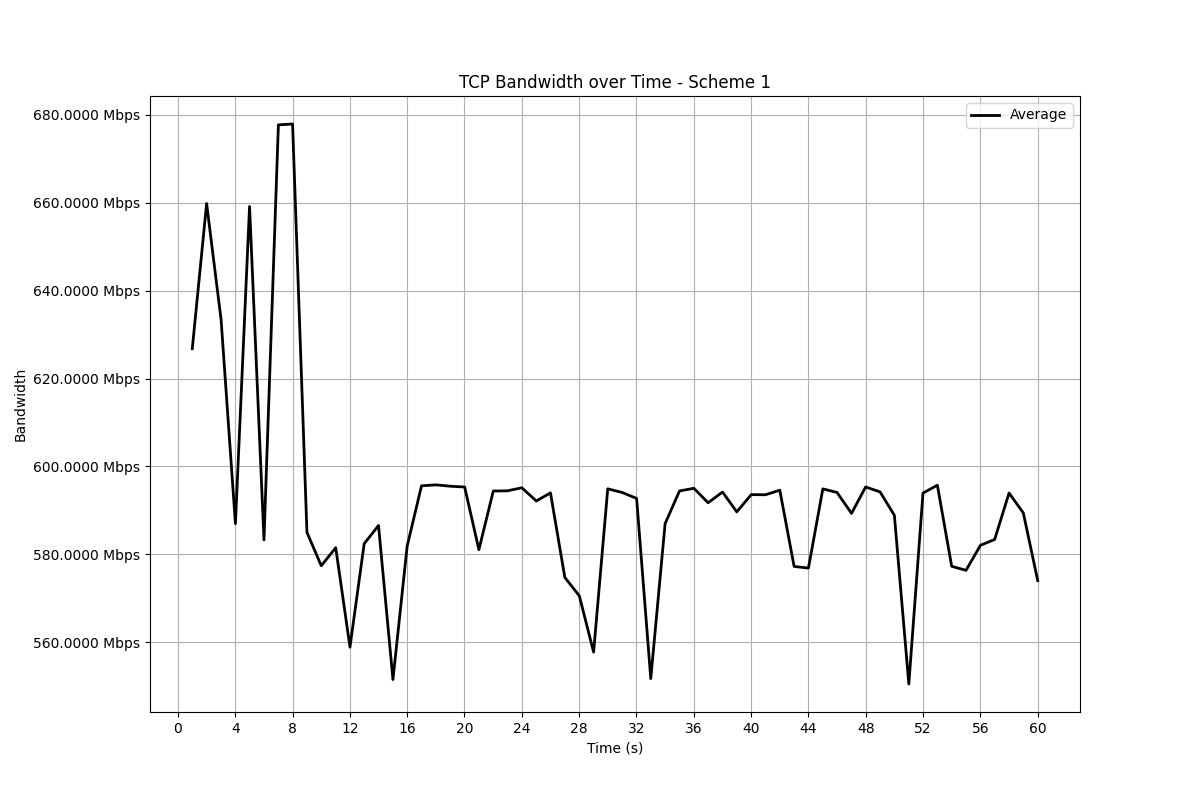 TCP Bandwidth over Time - Scheme 1
680.0000 Mbps
660.0000 Mbps
640.0000 Mbps
620.0000 Mbps
600.0000 Mbps
580.0000 Mbps
560.0000 Mbps
Bandwidth
Average
0 4 8 12 16 20 24 28 32 36 40 44 48 52 56 60
Time (s)